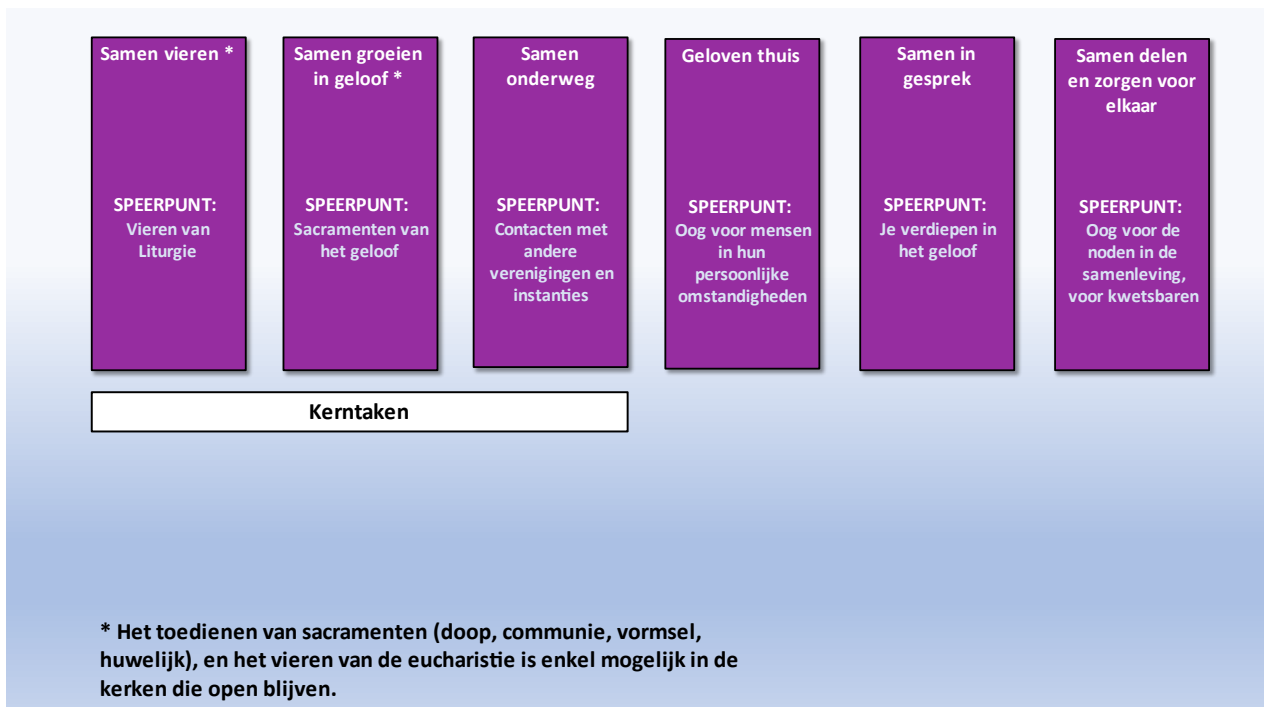 Samen vieren *
SPEERPUNT:
Vieren van
Liturgie
Samen groeien
in geloof *
SPEERPUNT:
Sacramenten van
het geloof
Samen
onderweg
SPEERPUNT:
Contacten met
andere
verenigingen en
instanties
Geloven thuis
SPEERPUNT:
Oog voor mensen
in hun
persoonlijke
omstandigheden
Samen in
gesprek
SPEERPUNT:
Je verdiepen in
het geloof
Samen delen
en zorgen voor
elkaar
SPEERPUNT:
Oog voor de
noden in de
samenleving,
voor kwetsbaren
Kerntaken
* Het toedienen van sacramenten (doop, communie, vormsel,
huwelijk), en het vieren van de eucharistie is enkel mogelijk in de
kerken die open blijven.